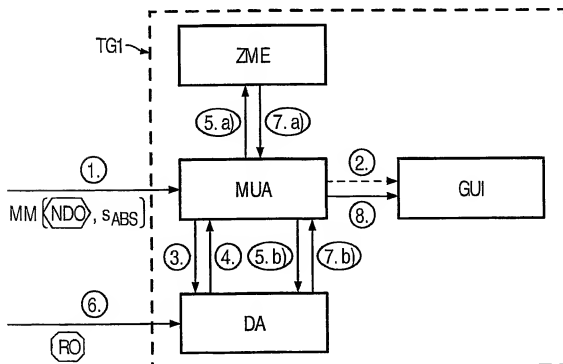 TG1
ZME
5.a)
7.a)
1.
2.
MUA
GUI
MM [⟨NDO⟩, sABS]
8.
3.
4.
5.b)
7.b)
6.
DA
RO